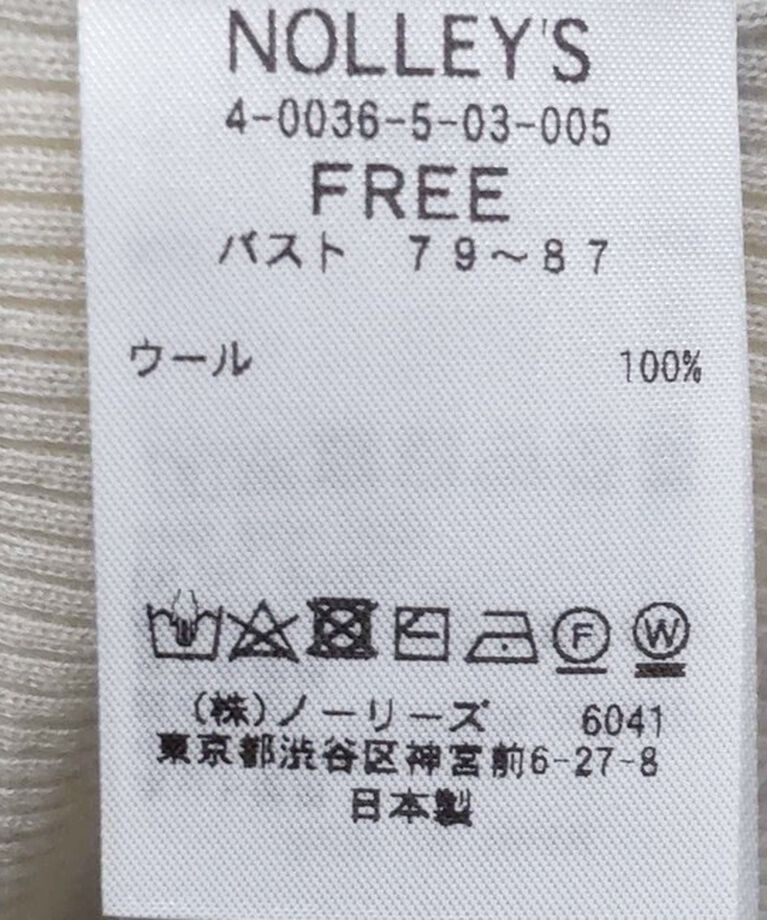 NOLLEY'S
4-0036-5-03-005
FREE
バスト 79～87
ウール 100%
F W
(株)ノーリーズ 6041
東京都渋谷区神宮前6-27-8
日本製